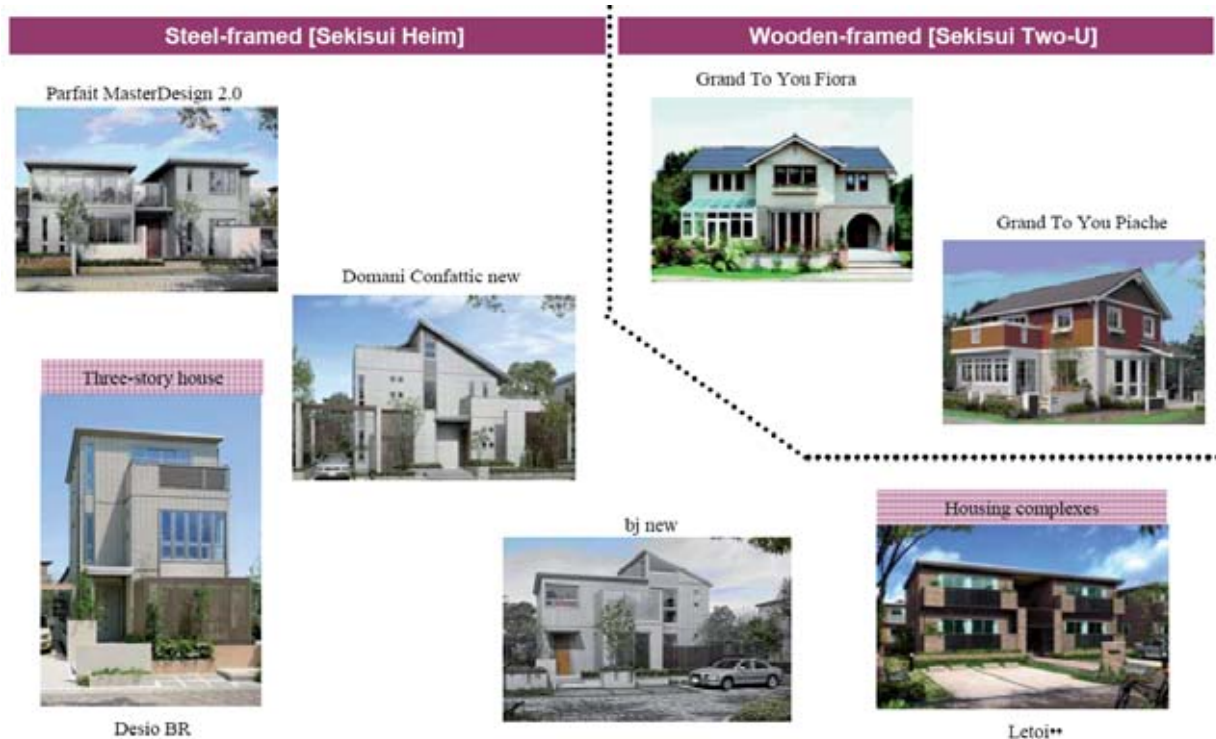 Steel-framed [Sekisui Heim]
Wooden-framed [Sekisui Two-U]
Parfait MasterDesign 2.0
Grand To You Fiora
Grand To You Piache
Domani Confattic new
Three-story house
bj new
Housing complexes
Desio BR
Letoi↔